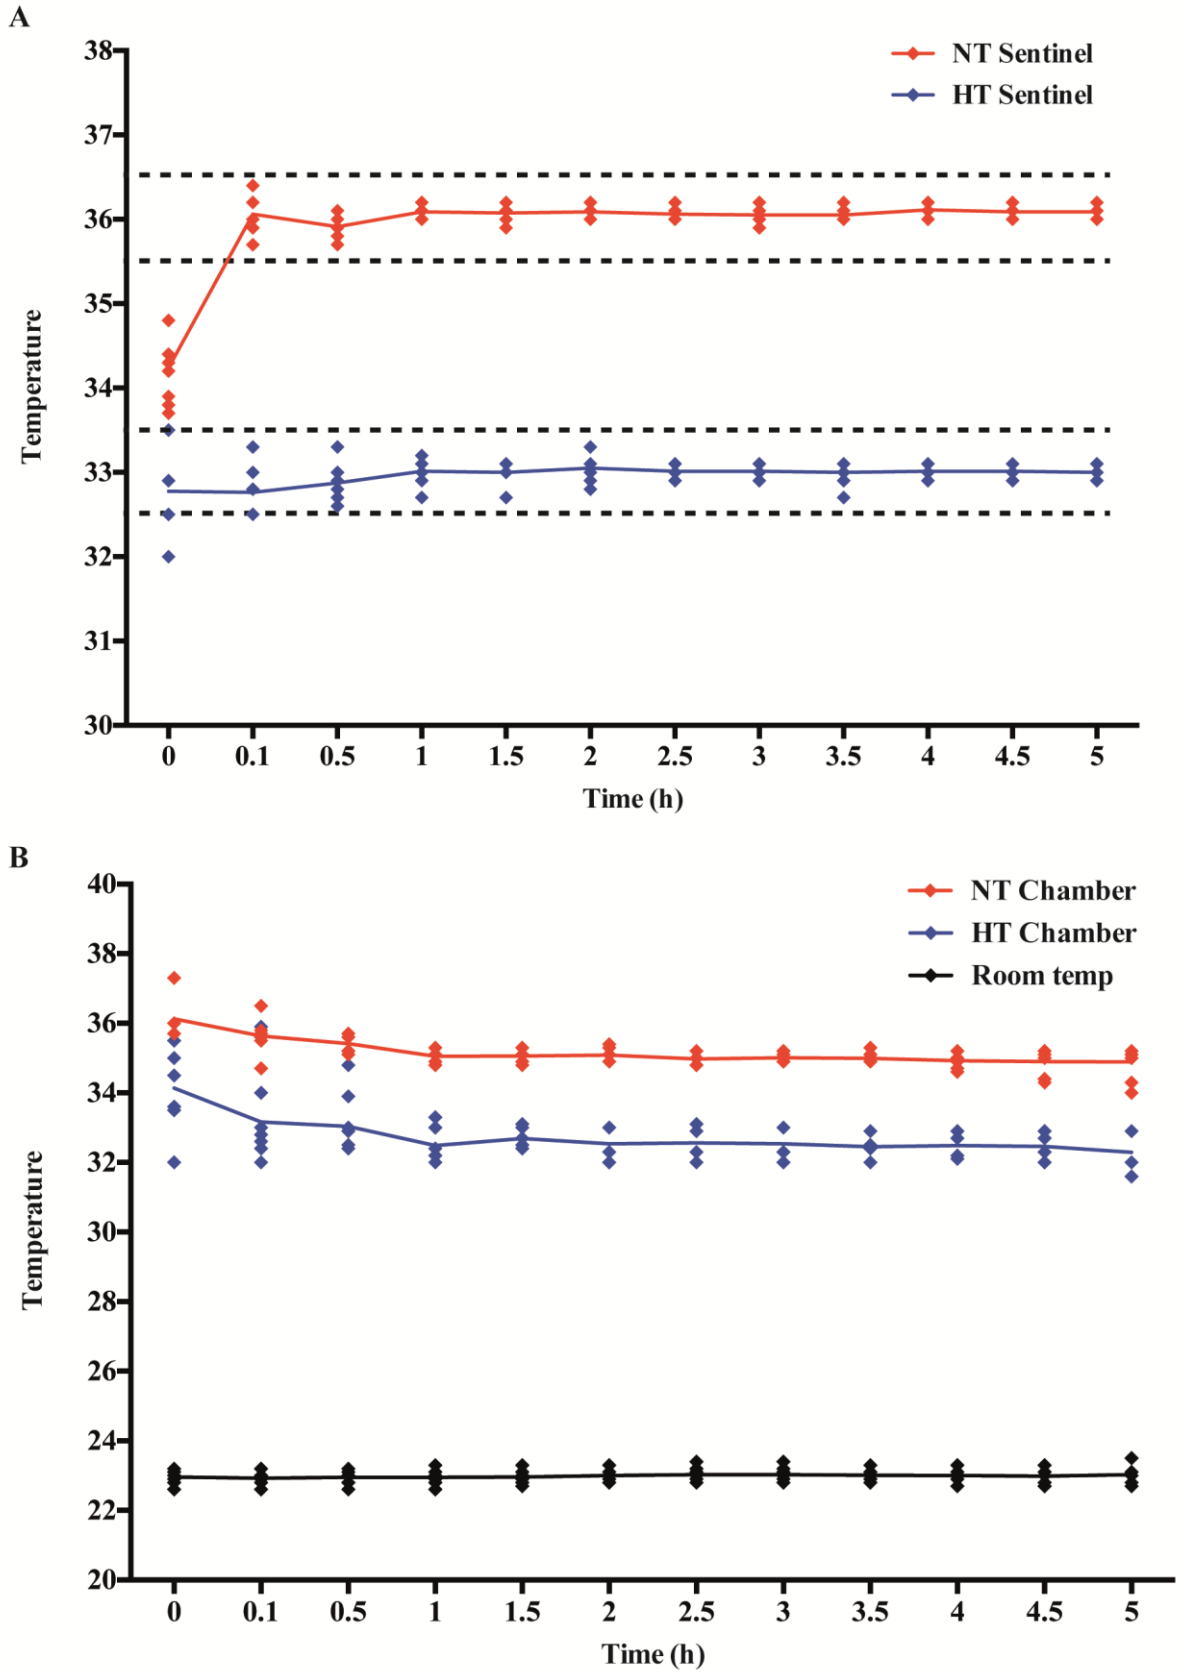 A
38
NT Sentinel
HT Sentinel
37
36
35
34
33
32
31
30
Temperature
0 0.1 0.5 1 1.5 2 2.5 3 3.5 4 4.5 5
Time (h)
B
40
NT Chamber
HT Chamber
Room temp
38
36
34
32
30
28
26
24
22
20
Temperature
0 0.1 0.5 1 1.5 2 2.5 3 3.5 4 4.5 5
Time (h)